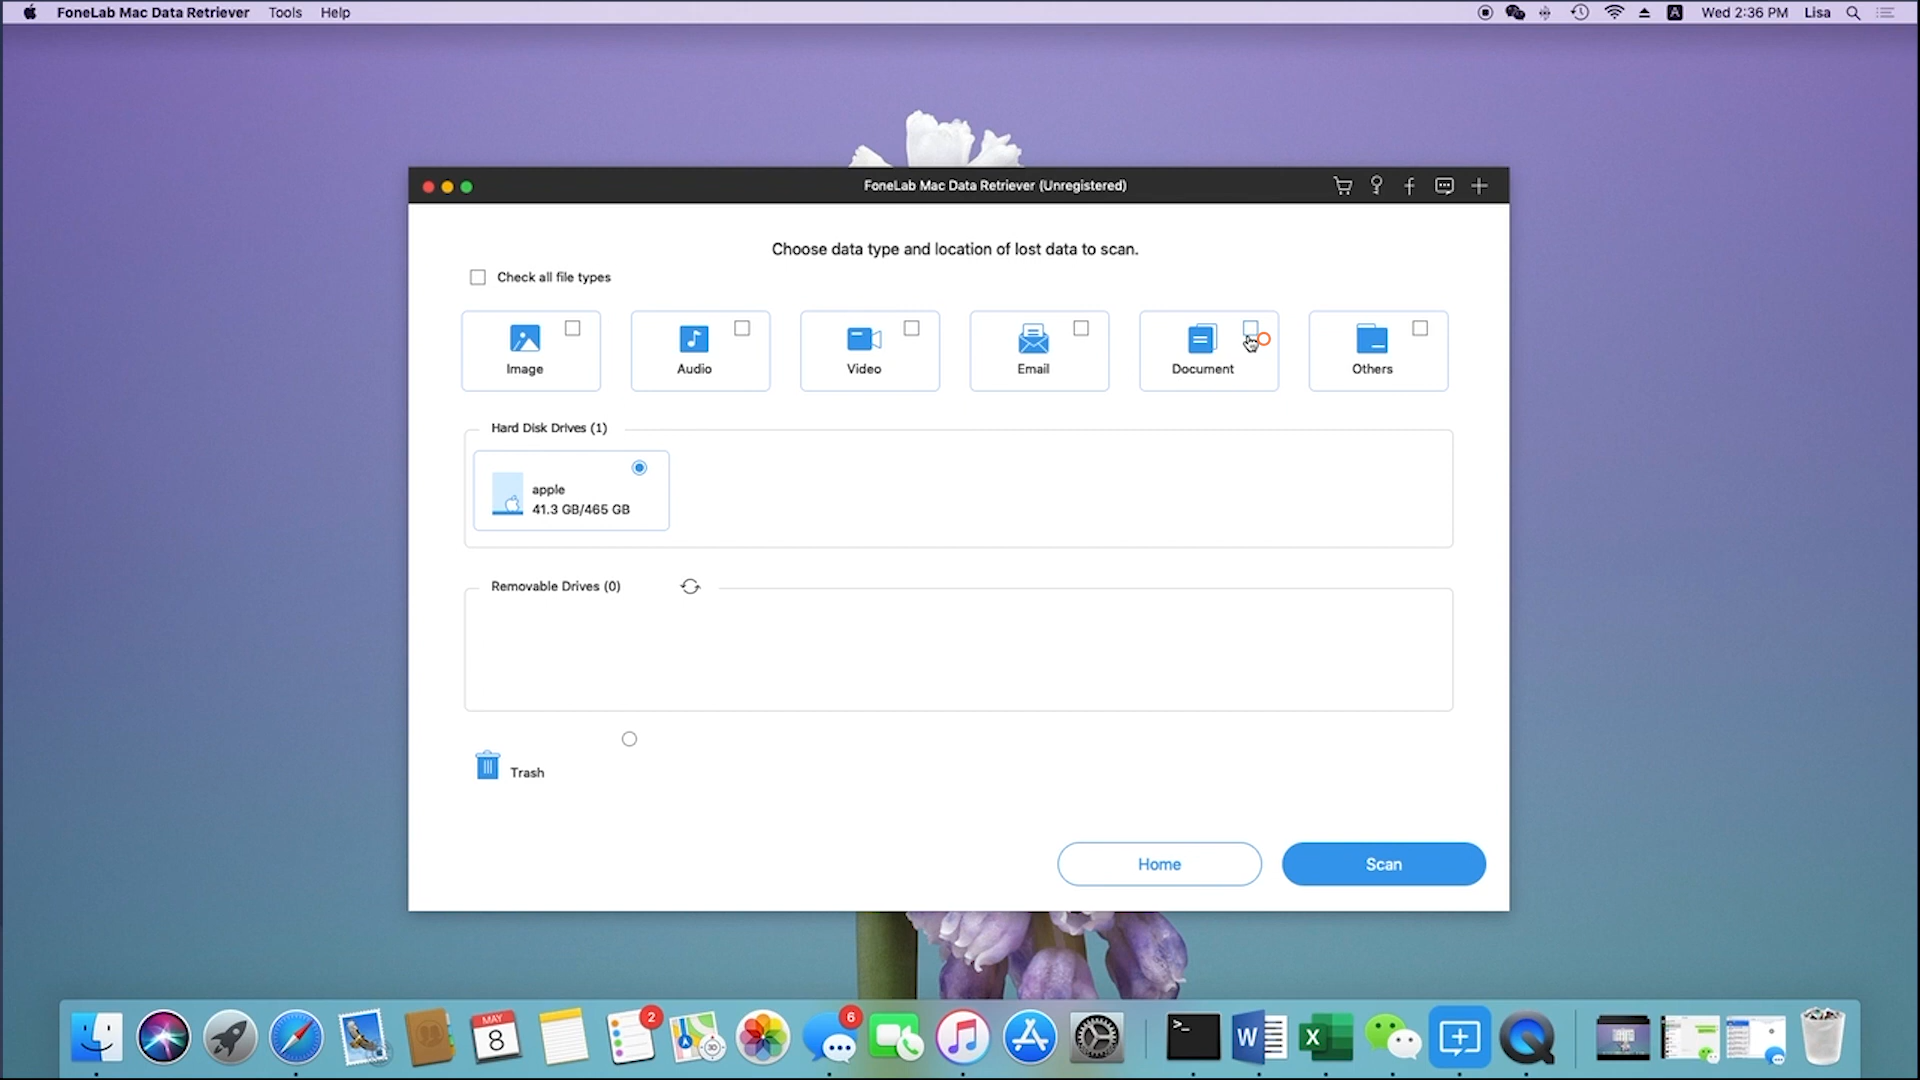 FoneLab Mac Data Retriever Tools Help A Wed 2:36 PM Lisa
FoneLab Mac Data Retriever (Unregistered)
Choose data type and location of lost data to scan.
Check all file types
Image Audio Video Email Document Others
Hard Disk Drives (1)
apple
41.3 GB/465 GB
Removable Drives (0)
Trash
Home Scan
MAY
8
2
3D
6
>_
W
X